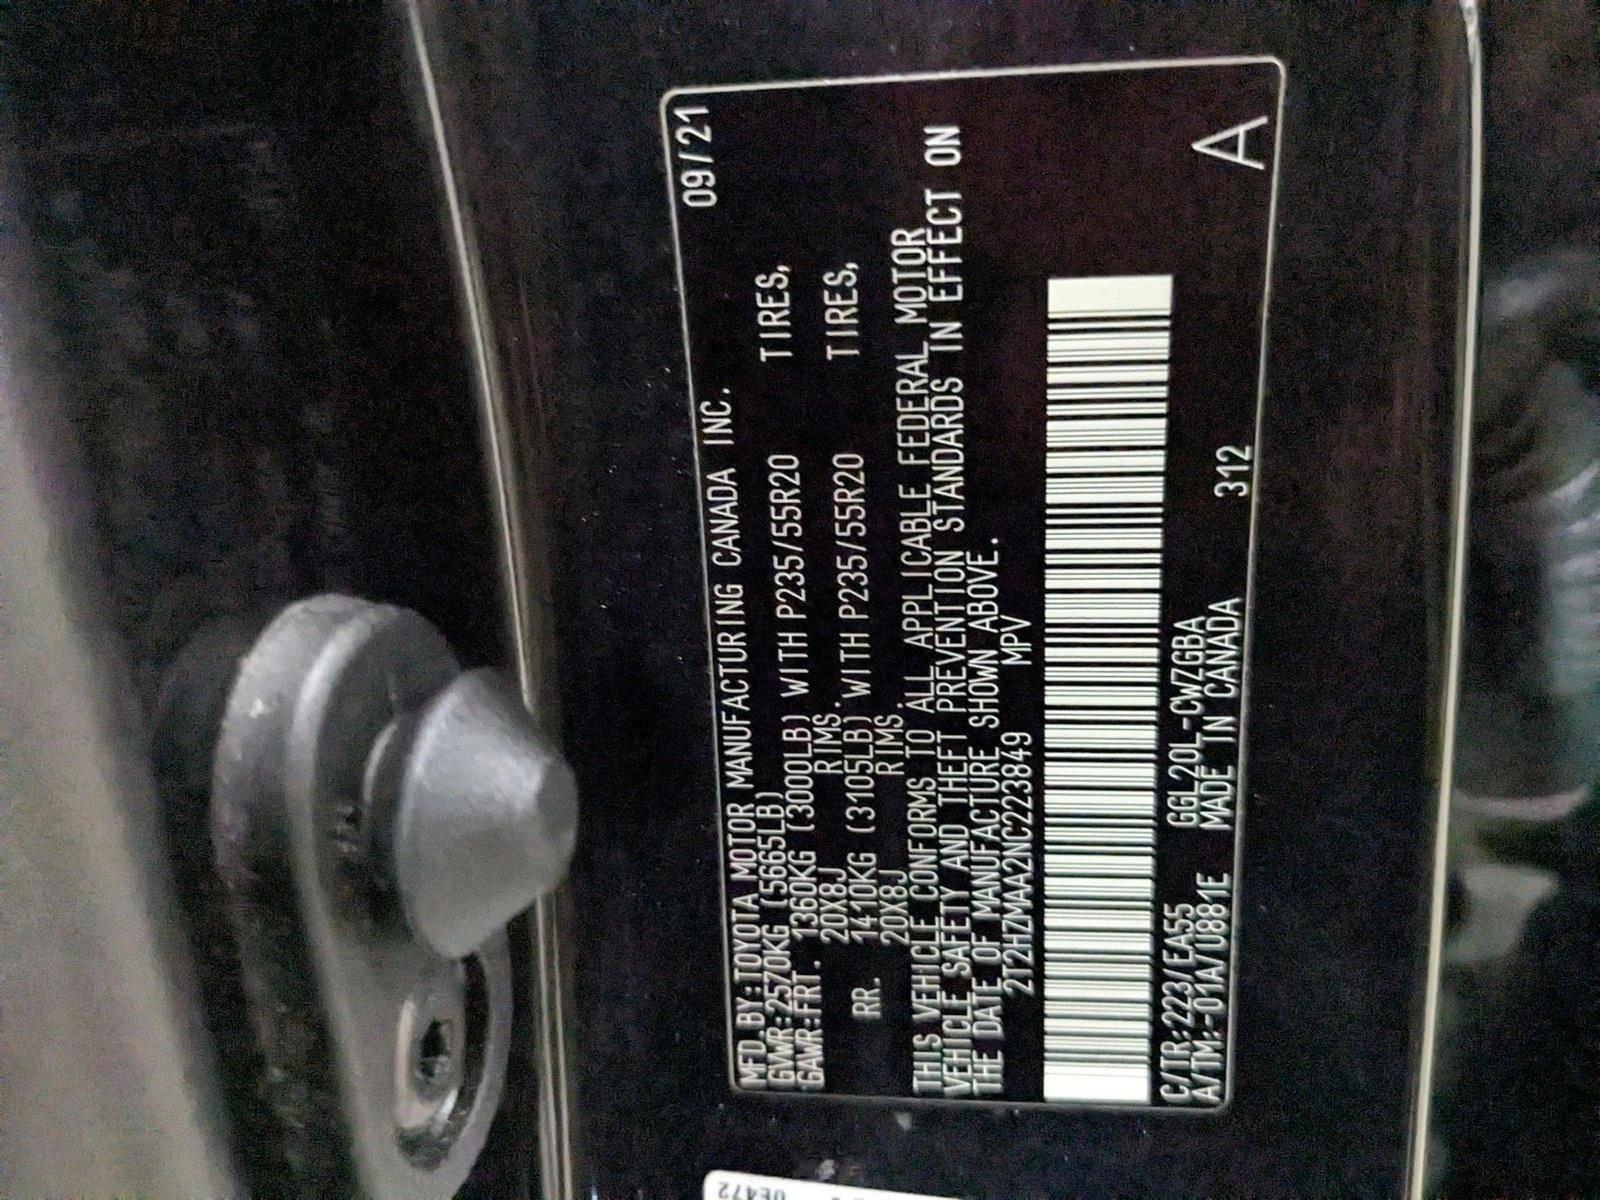 09/21
MFD.BY:TOYOTA MOTOR MANUFACTURING CANADA INC.
GVWR:2570KG (5665LB)
GAWR:FRT. 1360KG (3000LB) WITH P235/55R20 TIRES,
20X8J RIMS.
RR. 1410KG (3105LB) WITH P235/55R20 TIRES,
20X8J RIMS.
THIS VEHICLE CONFORMS TO ALL APPLICABLE FEDERAL MOTOR
VEHICLE SAFETY AND THEFT PREVENTION STANDARDS IN EFFECT ON
THE DATE OF MANUFACTURE SHOWN ABOVE.
2T2HZMAA2NC223849 MPV
C/TR:223/EA55 GGL20L-CWZGBA
A/TM:-01A/U881E MADE IN CANADA 312
A
0E472